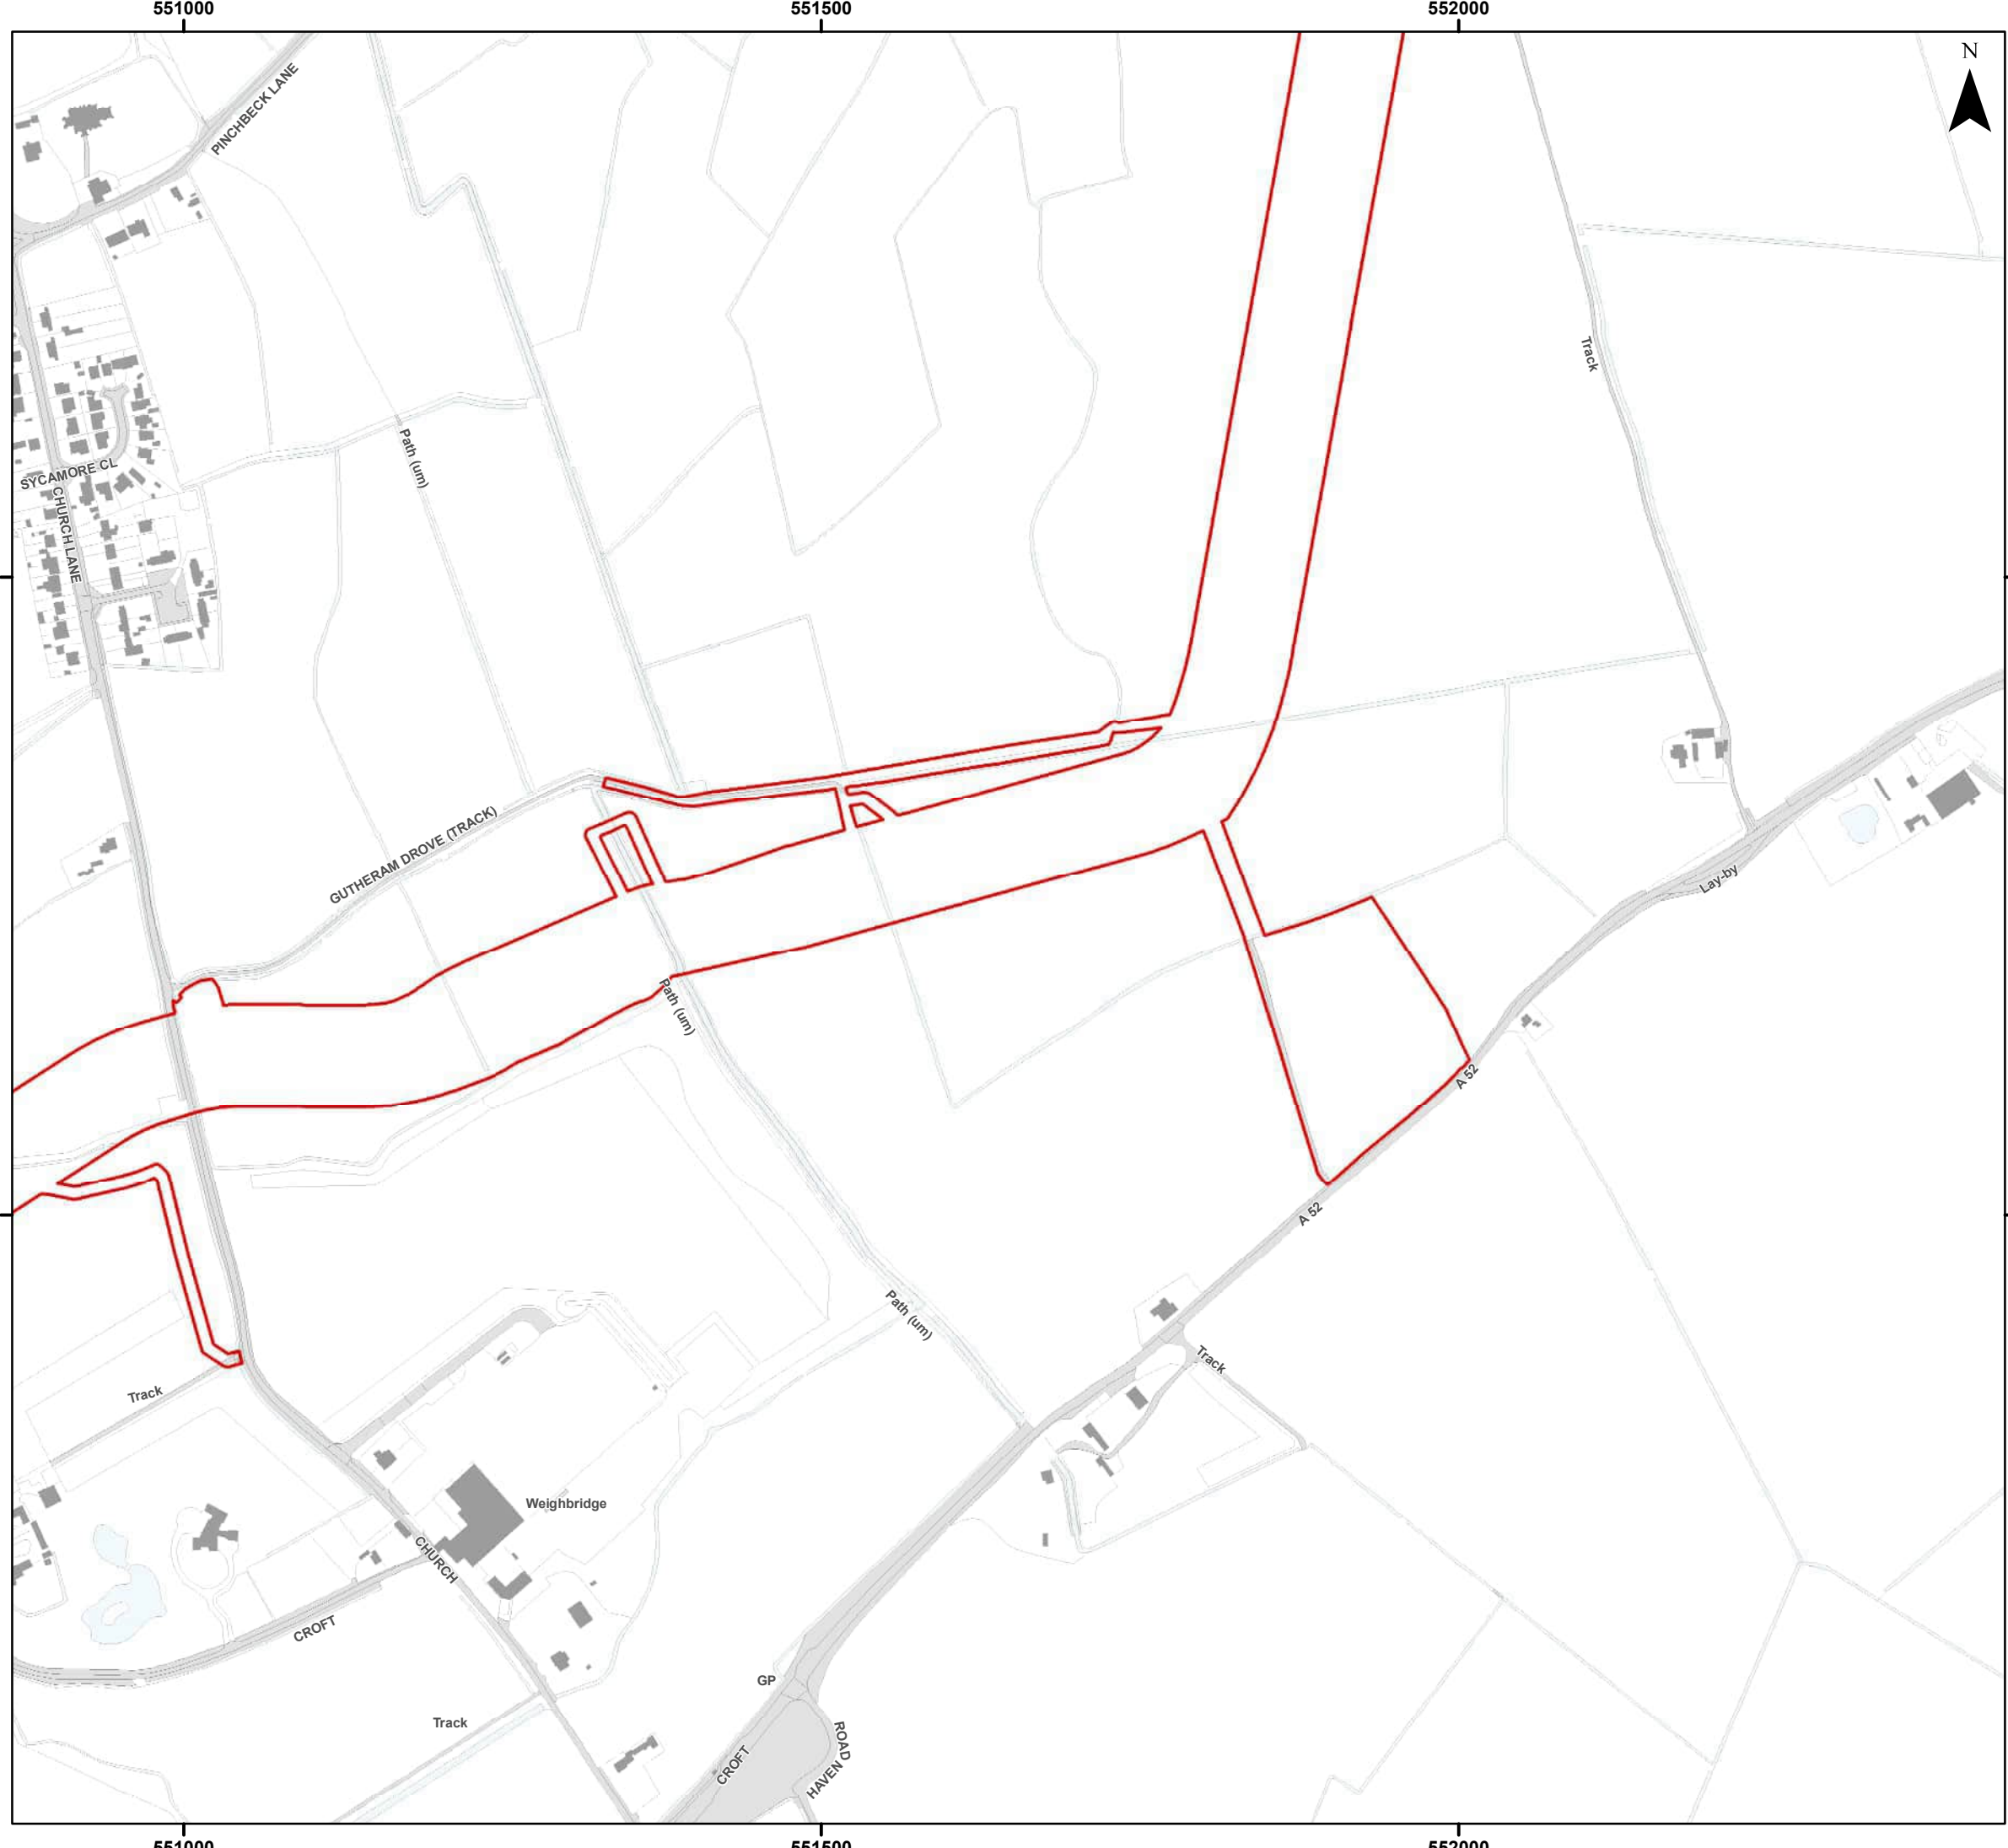 551000
551500
552000
N
PINCHBECK LANE
Track
Path (um)
SYCAMORE CL
CHURCH LANE
GUTHERAM DROVE (TRACK)
Lay-by
Path (um)
A 52
A 52
Path (um)
Track
Track
Weighbridge
CHURCH
CROFT
GP
Track
ROAD
CROFT
HAVEN
551000
551500
552000